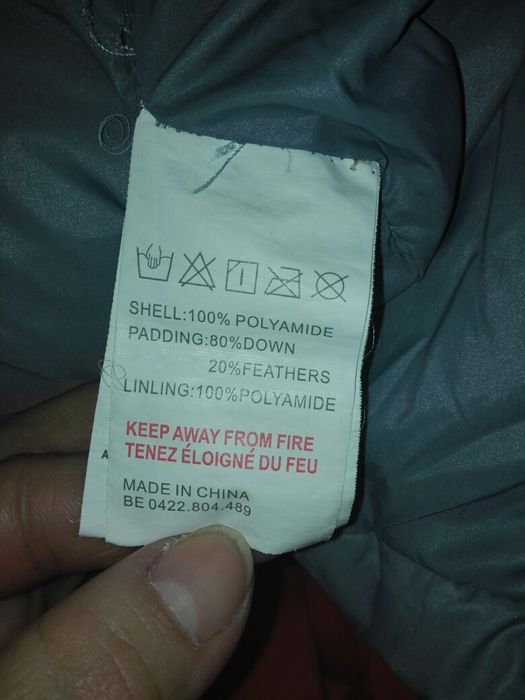 SHELL:100% POLYAMIDE
PADDING:80%DOWN
20%FEATHERS
LINLING:100%POLYAMIDE
KEEP AWAY FROM FIRE
TENEZ ÉLOIGNÉ DU FEU
A
MADE IN CHINA
BE 0422.804.489